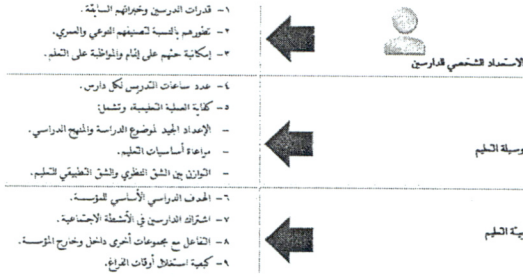 الاستعداد الشخصي للدارسين
١- قدرات الدرسين وخبراتهم السابقة.
٢- تطورهم بالنسبة لتصنيفهم النوعي والعمري.
٣- إمكانية حثهم على إتمام والمواظبة على التعلم.
وسيلة التعليم
٤- عدد ساعات التدريس لكل دارس.
٥- كفاية العملية التعليمية، وتشمل:
- الإعداد الجيد لموضوع الدراسة والمنهج الدراسي.
- مراعاة أساسيات التعليم.
- التوازن بين الشق النظري والشق التطبيقي للتعليم.
بيئة التعليم
٦- الهدف الدراسي الأساسي للمؤسسة.
٧- اشتراك الدارسين في الأنشطة الاجتماعية.
٨- التفاعل مع مجموعات أخرى داخل وخارج المؤسسة.
٩- كيفية استغلال أوقات الفراغ.